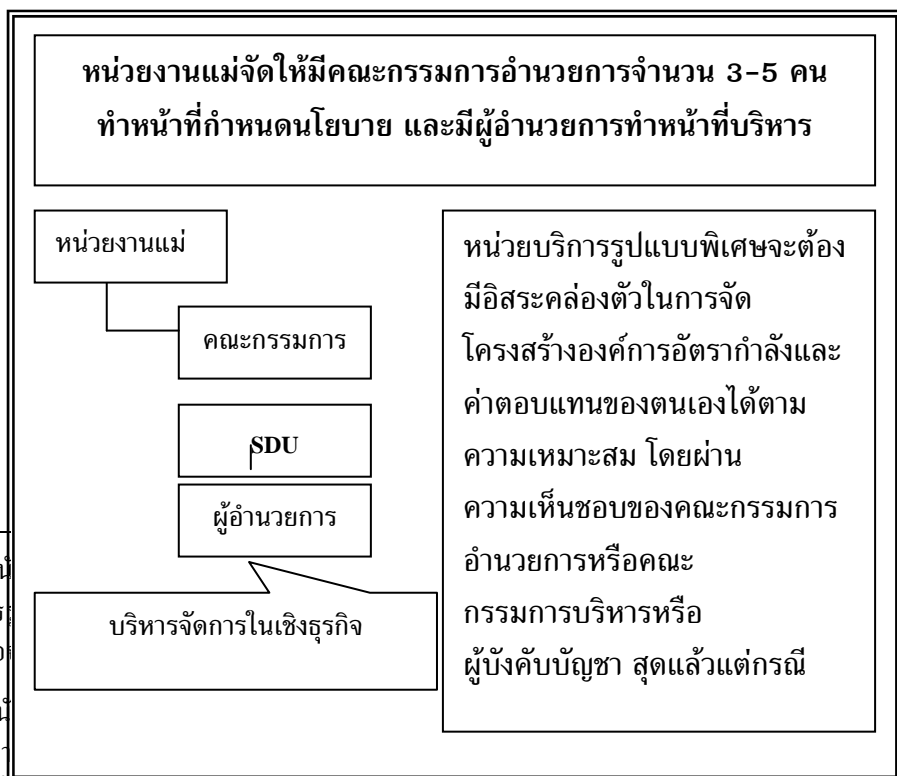 หน่วยงานแม่จัดให้มีคณะกรรมการอำนวยการจำนวน 3-5 คน
ทำหน้าที่กำหนดนโยบาย และมีผู้อำนวยการทำหน้าที่บริหาร
หน่วยงานแม่
คณะกรรมการ
SDU
ผู้อำนวยการ
บริหารจัดการในเชิงธุรกิจ
หน่วยบริการรูปแบบพิเศษจะต้อง
มีอิสระคล่องตัวในการจัด
โครงสร้างองค์การอัตรากำลังและ
ค่าตอบแทนของตนเองได้ตาม
ความเหมาะสม โดยผ่าน
ความเห็นชอบของคณะกรรมการ
อำนวยการหรือคณะ
กรรมการบริหารหรือ
ผู้บังคับบัญชา สุดแล้วแต่กรณี